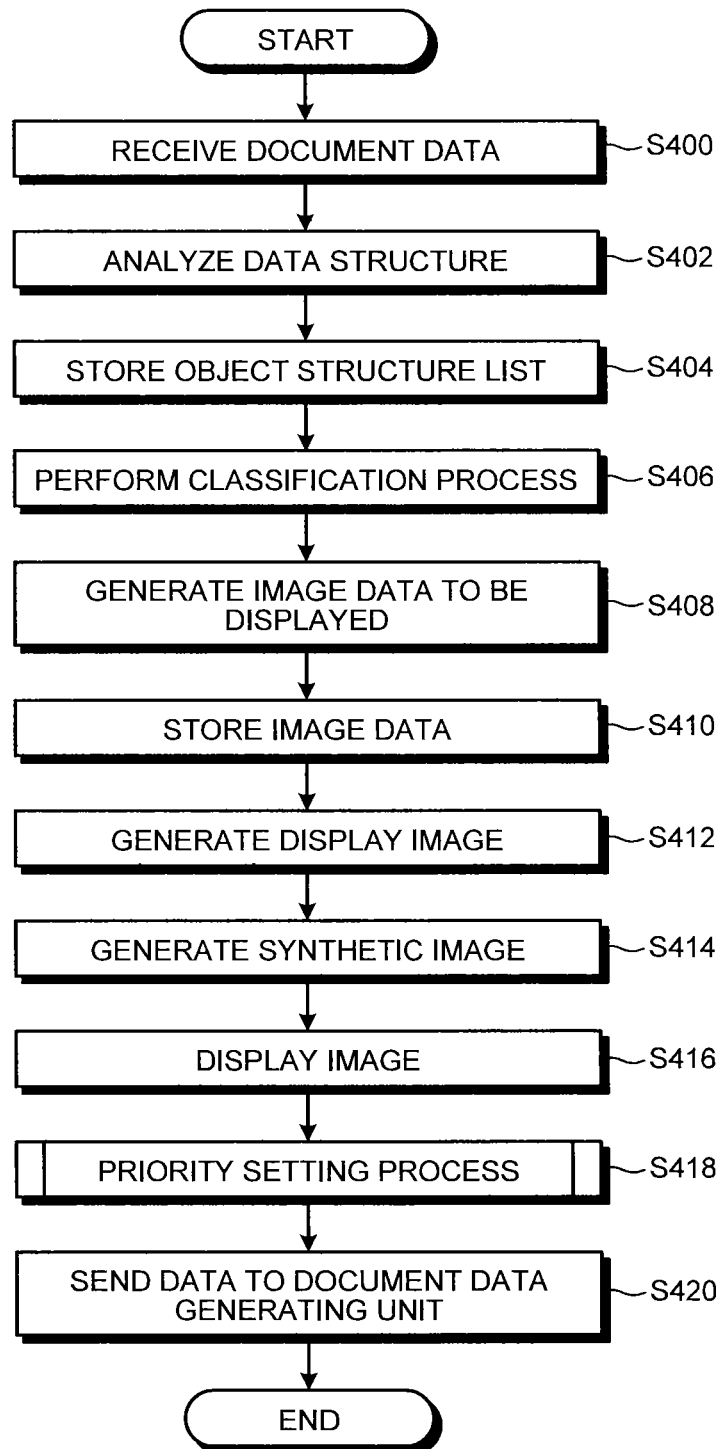 START
RECEIVE DOCUMENT DATA
S400
ANALYZE DATA STRUCTURE
S402
STORE OBJECT STRUCTURE LIST
S404
PERFORM CLASSIFICATION PROCESS
S406
GENERATE IMAGE DATA TO BE
DISPLAYED
S408
STORE IMAGE DATA
S410
GENERATE DISPLAY IMAGE
S412
GENERATE SYNTHETIC IMAGE
S414
DISPLAY IMAGE
S416
PRIORITY SETTING PROCESS
S418
SEND DATA TO DOCUMENT DATA
GENERATING UNIT
S420
END